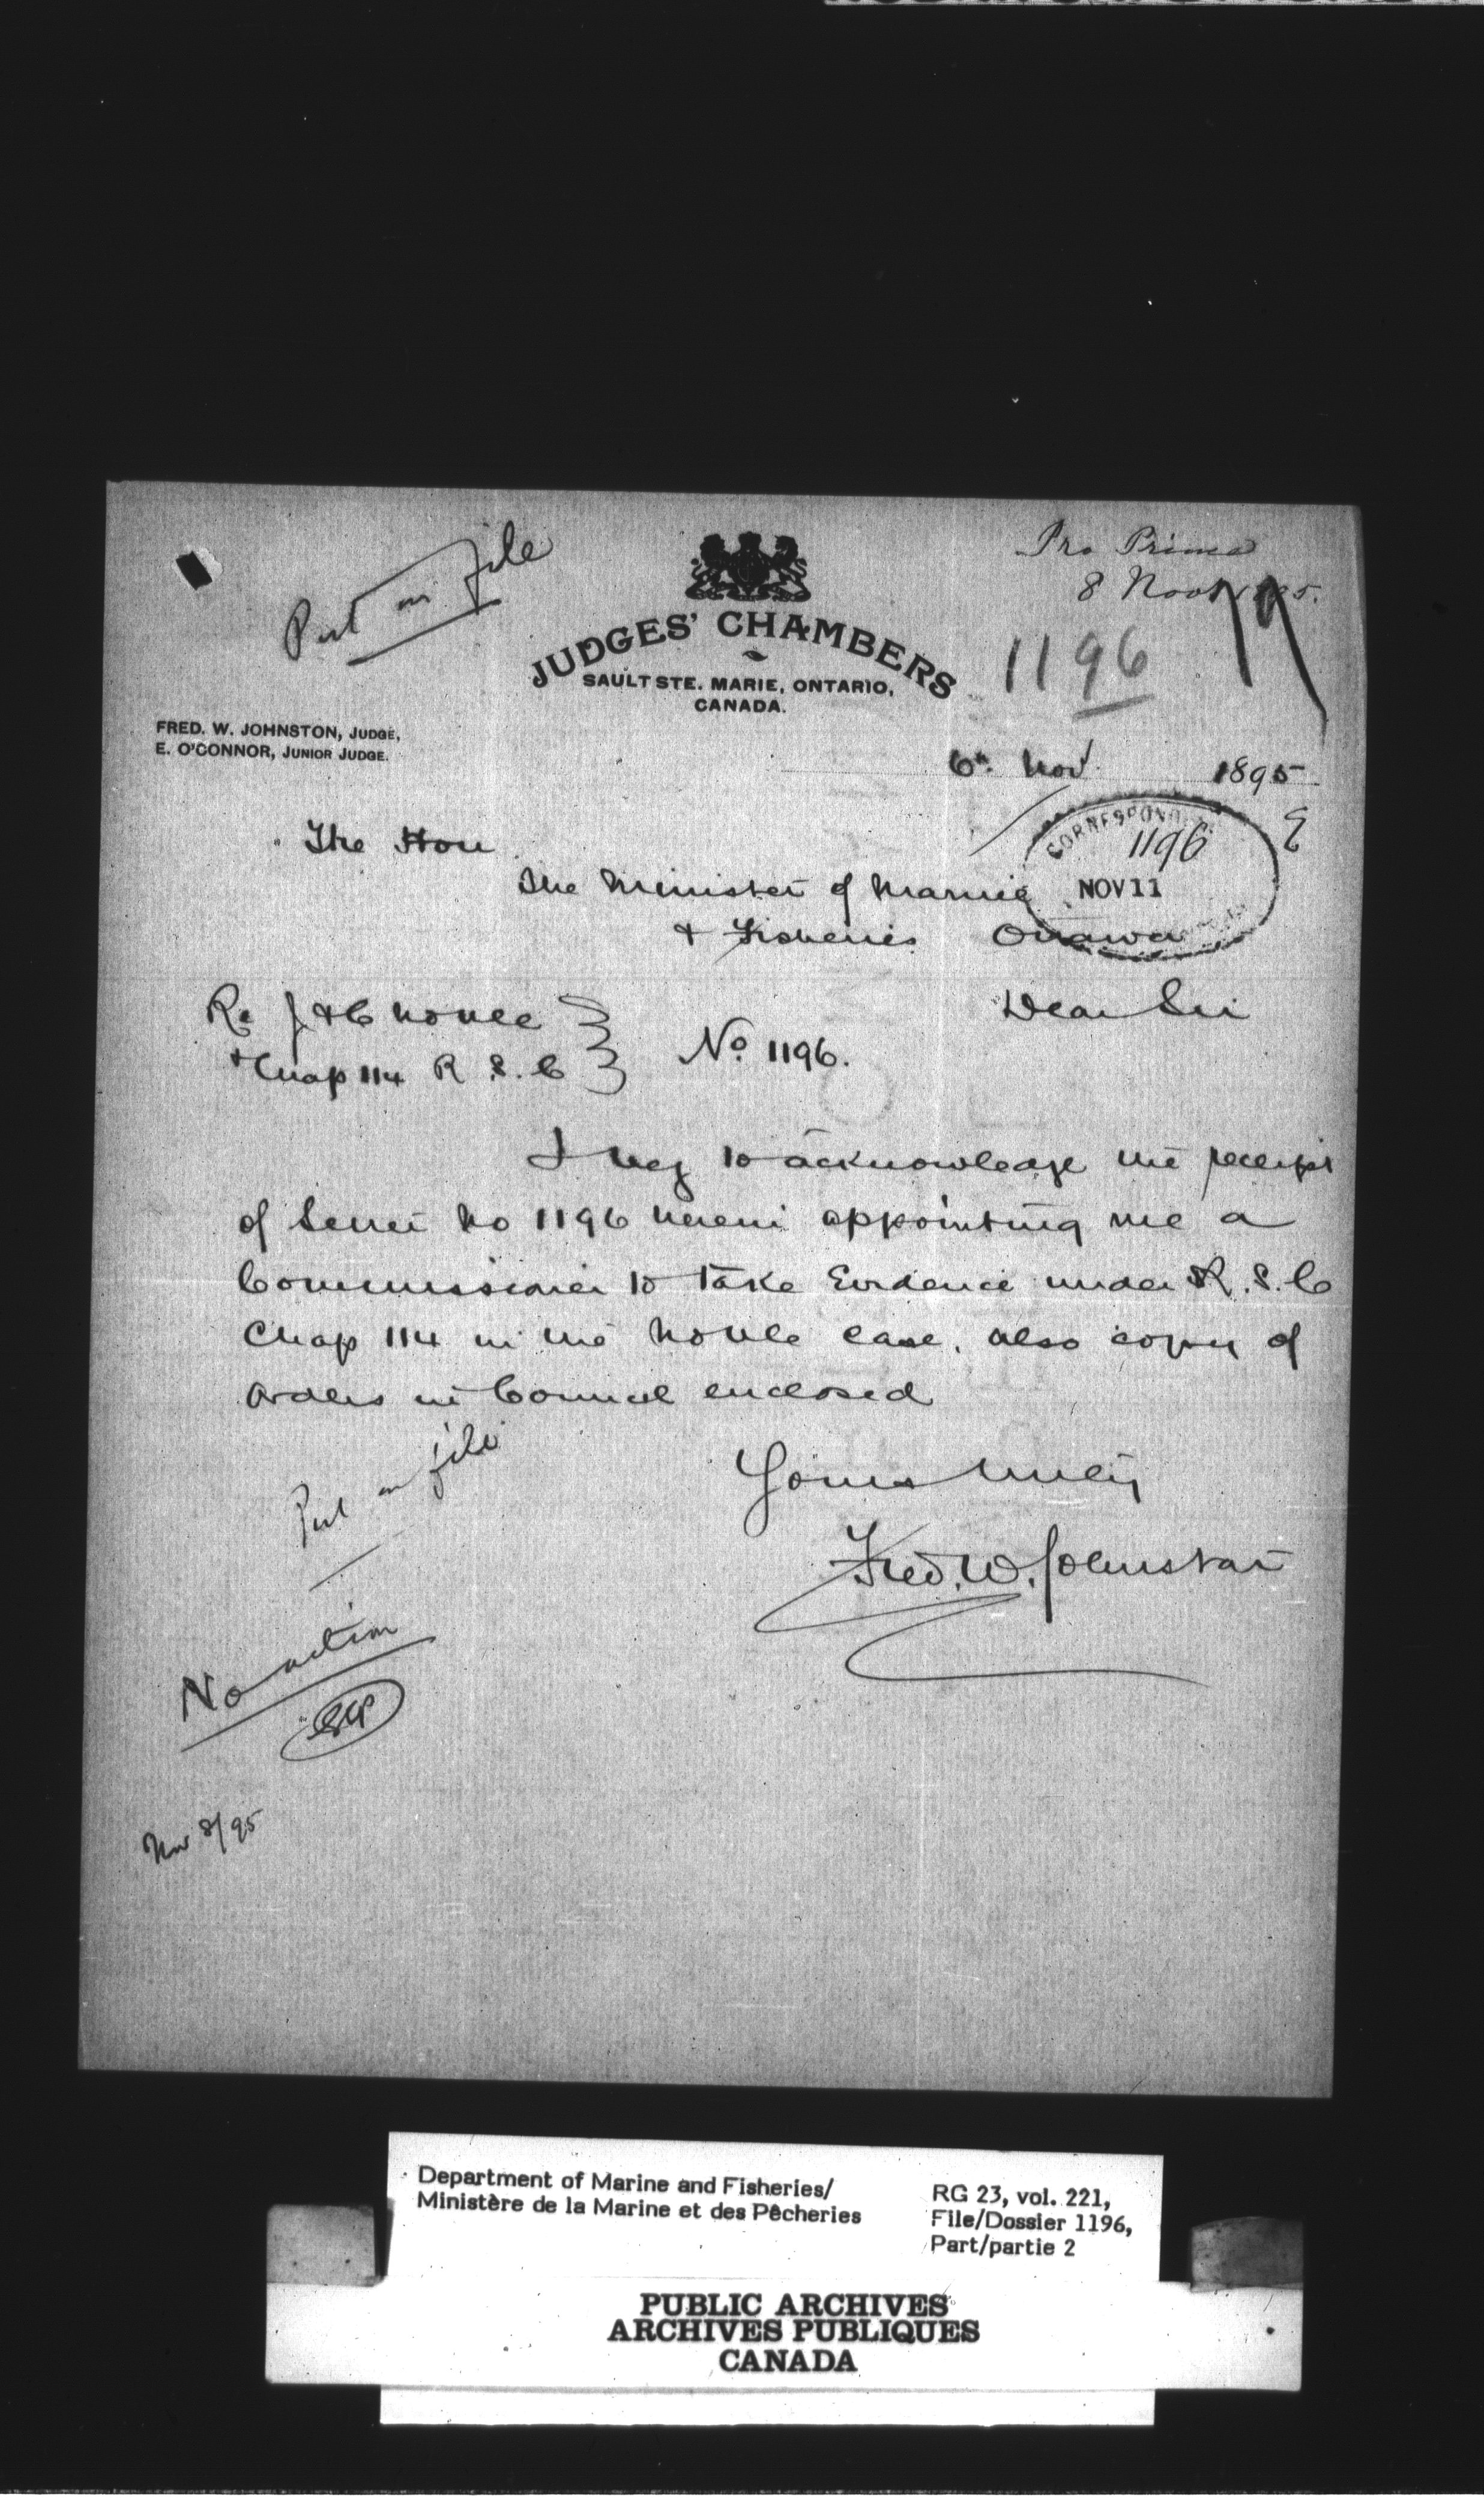 Put on file
Pro Prima
8 Novr 1895.
1196
JUDGES' CHAMBERS
SAULT STE. MARIE, ONTARIO,
CANADA.
FRED. W. JOHNSTON, JUDGE,
E. O'CONNOR, JUNIOR JUDGE.
6th Nov 1895
CORRESPOND
1196
NOV 11
The Hon
The Minister of Marine
& Fisheries Ottawa
Dear Sir
Re J & C Noble
& Chap 114 R. S. C
No. 1196.
I beg to acknowledge the receipt
of letter No 1196 herein appointing me a
Commissioner to take Evidence under R. S. C
Chap 114 in the Noble case, also copy of
Orders in Council enclosed
Yours truly
Fred. W. Johnston
Put on file
No action
Nov 8/95
Department of Marine and Fisheries/
Ministère de la Marine et des Pêcheries
RG 23, vol. 221,
File/Dossier 1196,
Part/partie 2
PUBLIC ARCHIVES
ARCHIVES PUBLIQUES
CANADA